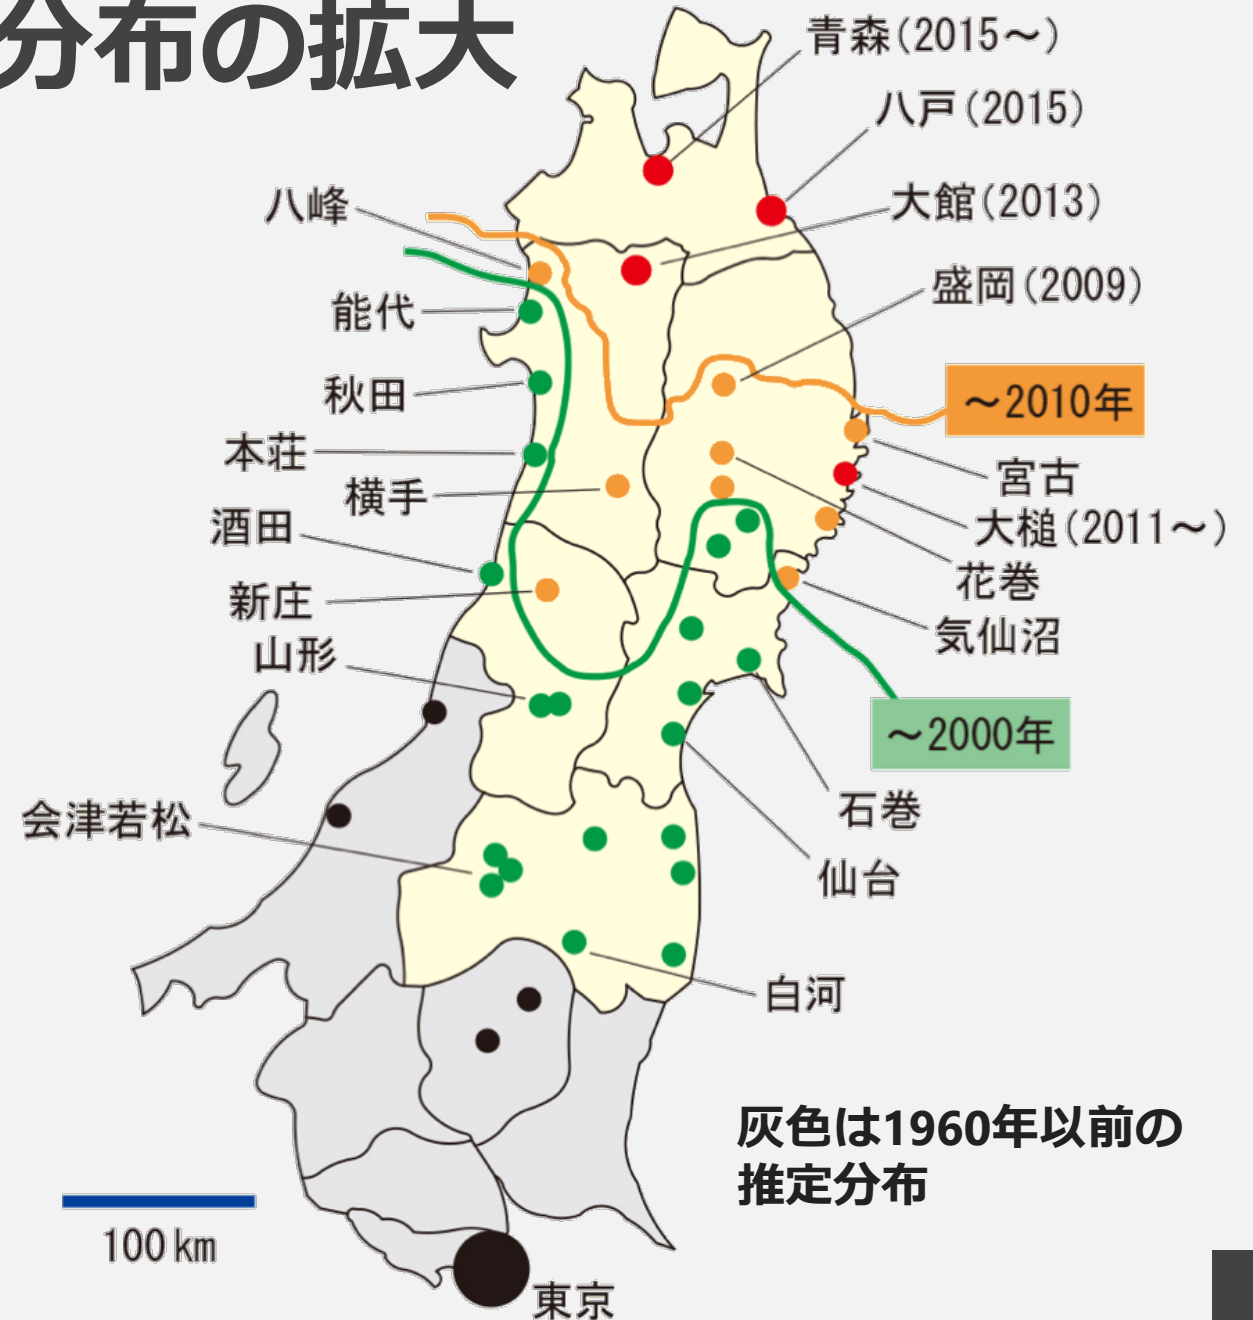 分布の拡大
青森(2015～)
八戸(2015)
八峰
大館(2013)
盛岡(2009)
能代
秋田
～2010年
本荘
宮古
横手
酒田
大槌(2011～)
花巻
新庄
気仙沼
山形
～2000年
石巻
会津若松
仙台
白河
灰色は1960年以前の
推定分布
100km
東京